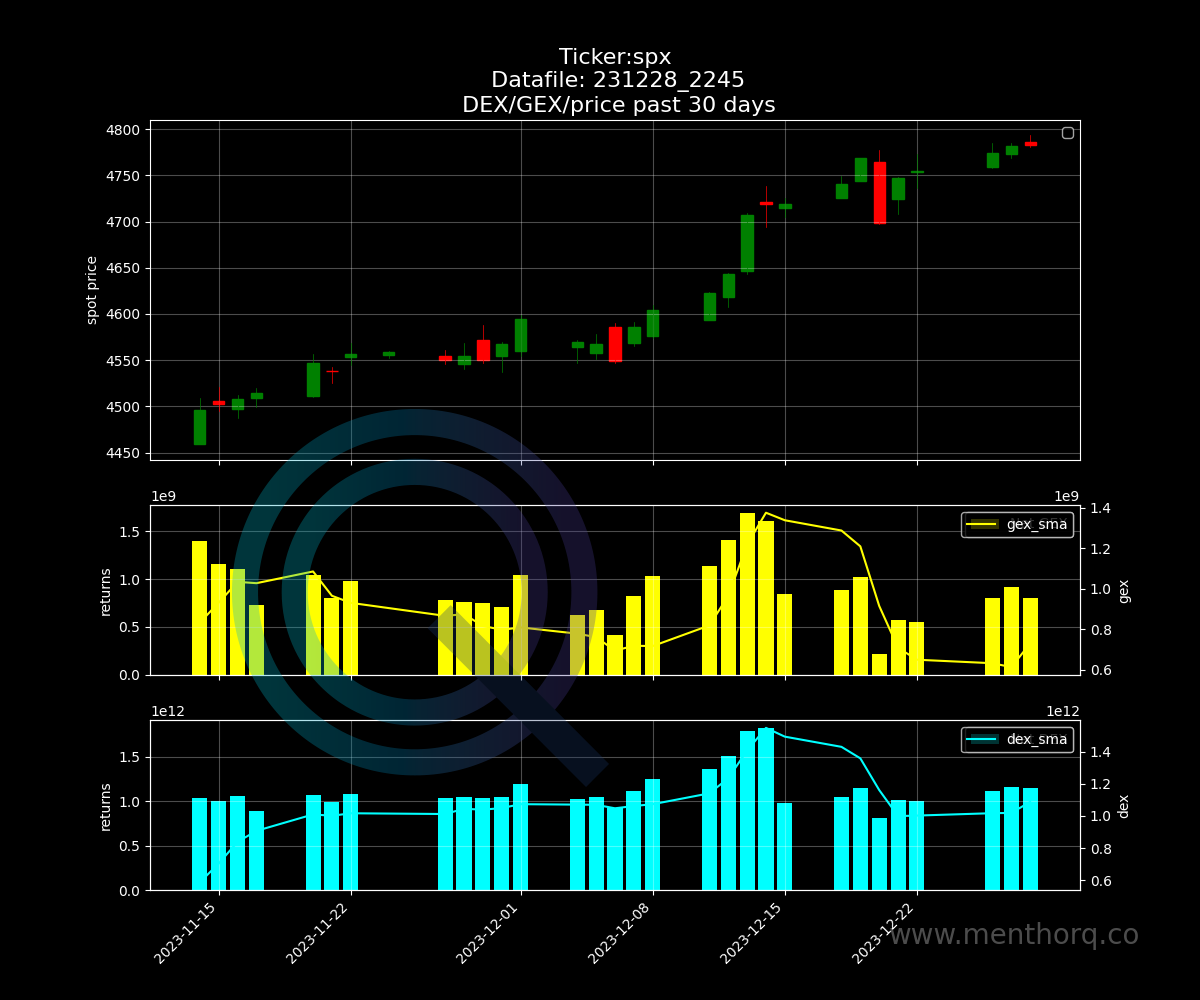 Ticker:spx
Datafile: 231228_2245
DEX/GEX/price past 30 days
4800
4750
4700
4650
4600
4550
4500
4450
spot price
1e9
1e9
1.5
1.0
0.5
0.0
returns
gex_sma
1.4
1.2
1.0
0.8
0.6
gex
1e12
1e12
1.5
1.0
0.5
0.0
returns
dex_sma
1.4
1.2
1.0
0.8
0.6
dex
2023-11-15
2023-11-22
2023-12-01
2023-12-08
2023-12-15
2023-12-22
www.menthorq.co